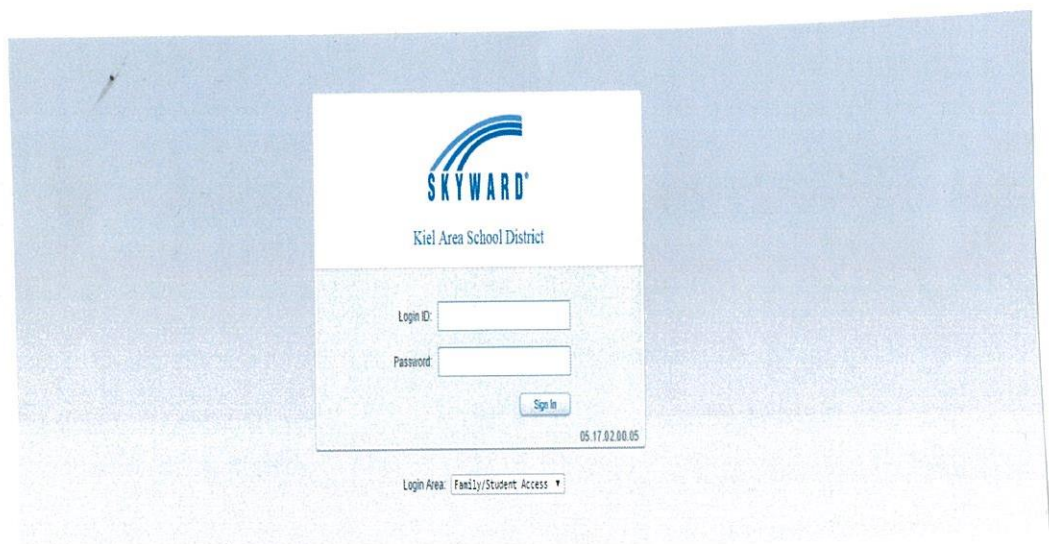 SKYWARD®
Kiel Area School District
Login ID:
Password:
Sign In
05.17.02.00.05
Login Area: Family/Student Access ▼